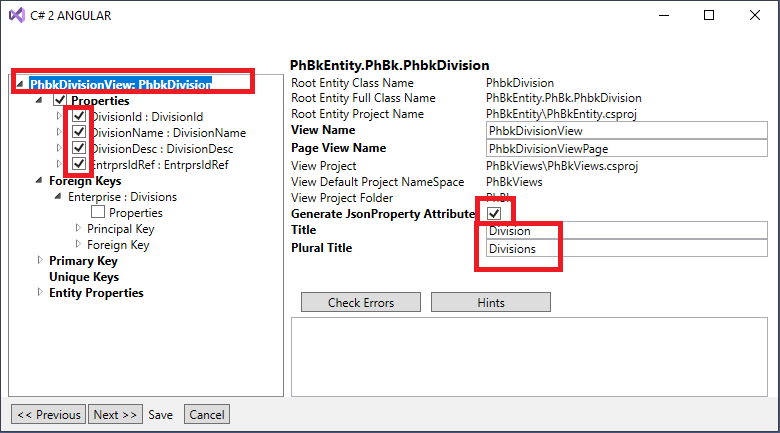 C# 2 ANGULAR
PhbkDivisionView: PhbkDivision
Properties
DivisionId : DivisionId
DivisionName : DivisionName
DivisionDesc : DivisionDesc
EntrprsIdRef : EntrprsIdRef
Foreign Keys
Enterprise : Divisions
Properties
Principal Key
Foreign Key
Primary Key
Unique Keys
Entity Properties
PhBkEntity.PhBk.PhbkDivision
Root Entity Class Name PhbkDivision
Root Entity Full Class Name PhBkEntity.PhBk.PhbkDivision
Root Entity Project Name PhBkEntity\PhBkEntity.csproj
View Name PhbkDivisionView
Page View Name PhbkDivisionViewPage
View Project PhBkViews\PhBkViews.csproj
View Default Project NameSpace PhBkViews
View Project Folder
Generate JsonProperty Attribute
Title Division
Plural Title Divisions
Check Errors Hints
<< Previous Next >> Save Cancel